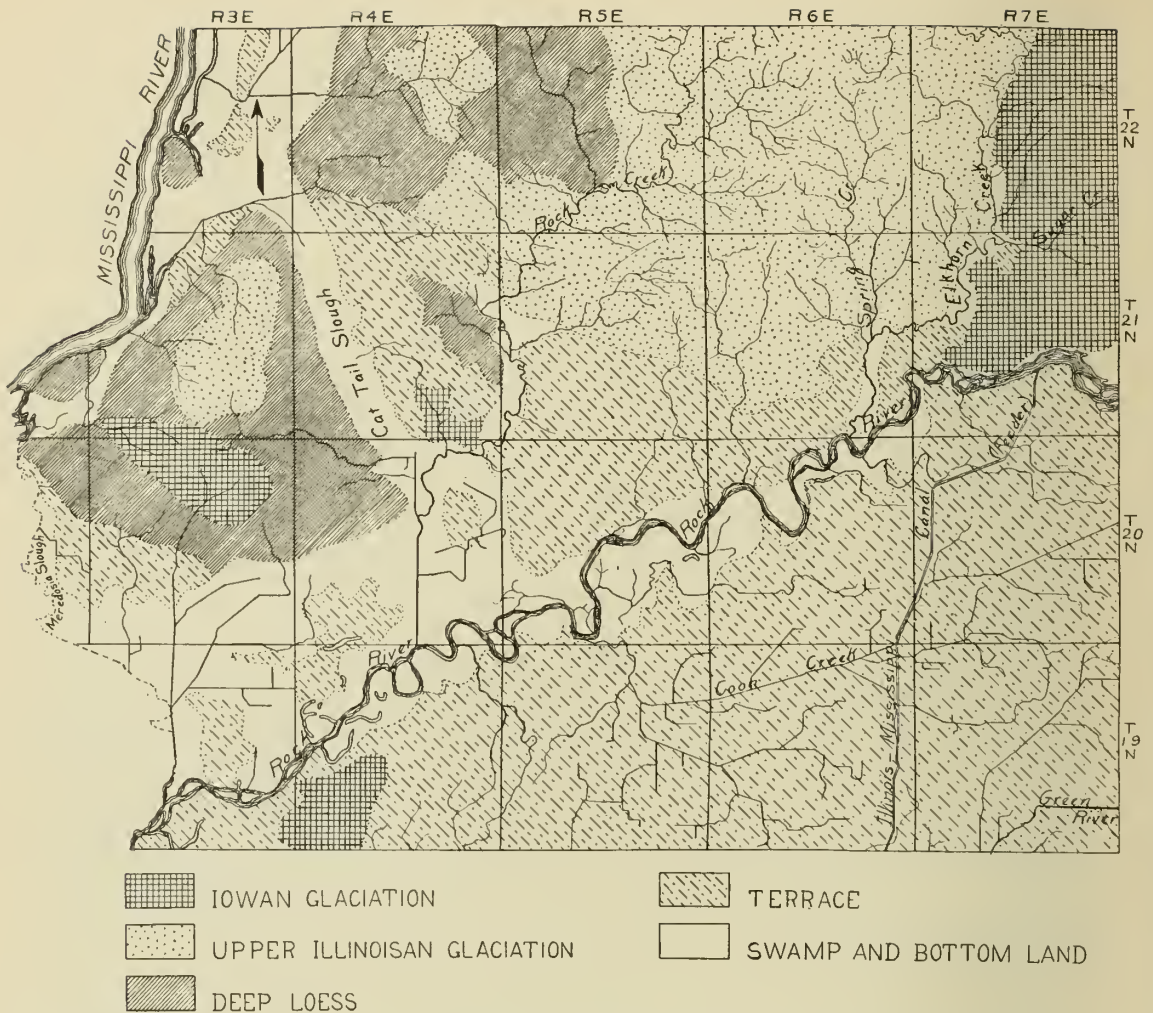 R3E R4E R5E R6E R7E
MISSISSIPPI RIVER
T 22 N
Rock Creek
Spring Cr.
Elkhorn Creek
Sugar Cr.
T 21 N
Cat Tail Slough
River
Feeder
Canal
Rock
T 20 N
Meredosia Slough
River
Rock
Cook Creek
Illinois-Mississippi
T 19 N
Green
River
IOWAN GLACIATION
UPPER ILLINOISAN GLACIATION
DEEP LOESS
TERRACE
SWAMP AND BOTTOM LAND